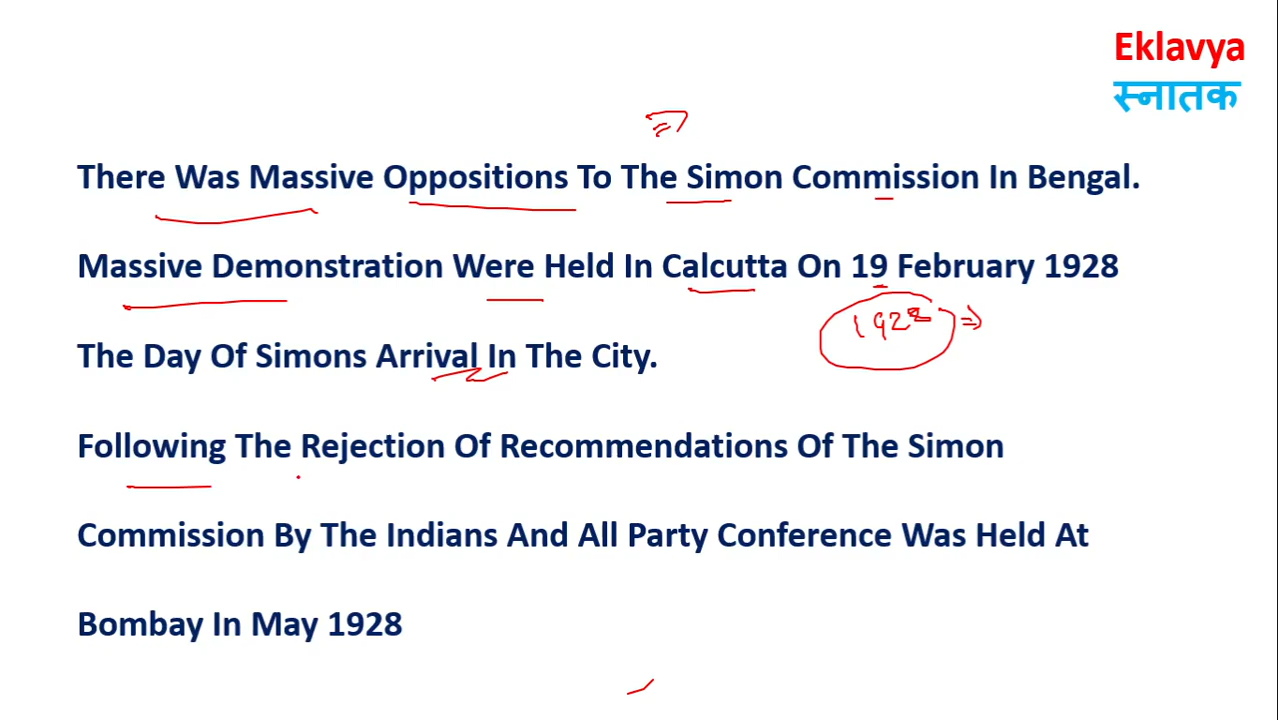 Eklavya
स्नातक
There Was Massive Oppositions To The Simon Commission In Bengal.
Massive Demonstration Were Held In Calcutta On 19 February 1928
1928
The Day Of Simons Arrival In The City.
Following The Rejection Of Recommendations Of The Simon
Commission By The Indians And All Party Conference Was Held At
Bombay In May 1928